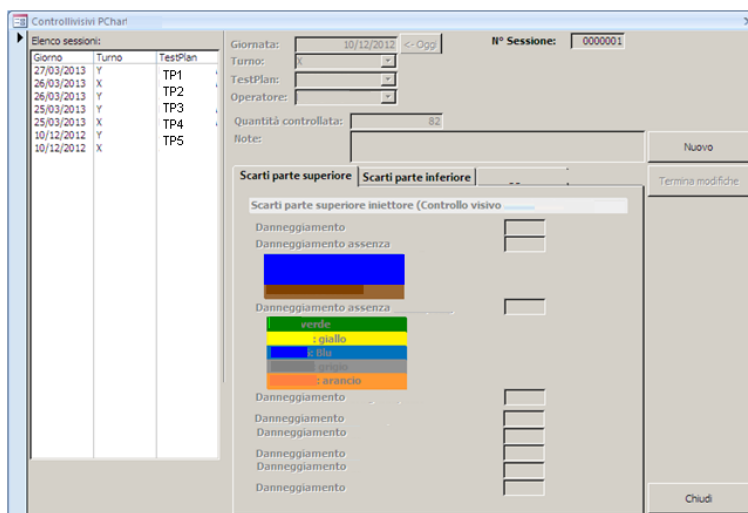 Controllivisivi PChart
Elenco sessioni:
Giorno Turno TestPlan
27/03/2013 Y TP1
26/03/2013 X TP2
26/03/2013 Y
25/03/2013 Y TP3
25/03/2013 X TP4
10/12/2012 Y TP5
10/12/2012 X
Giornata: 10/12/2012 <- Oggi
N° Sessione: 0000001
Turno: X
TestPlan:
Operatore:
Quantità controllata: 82
Note:
Nuovo
Termina modifiche
Scarti parte superiore Scarti parte inferiore
Scarti parte superiore iniettore (Controllo visivo
Danneggiamento
Danneggiamento assenza
Danneggiamento assenza
verde
: giallo
: Blu
: grigio
: arancio
Danneggiamento
Danneggiamento
Danneggiamento
Danneggiamento
Danneggiamento
Danneggiamento
Chiudi